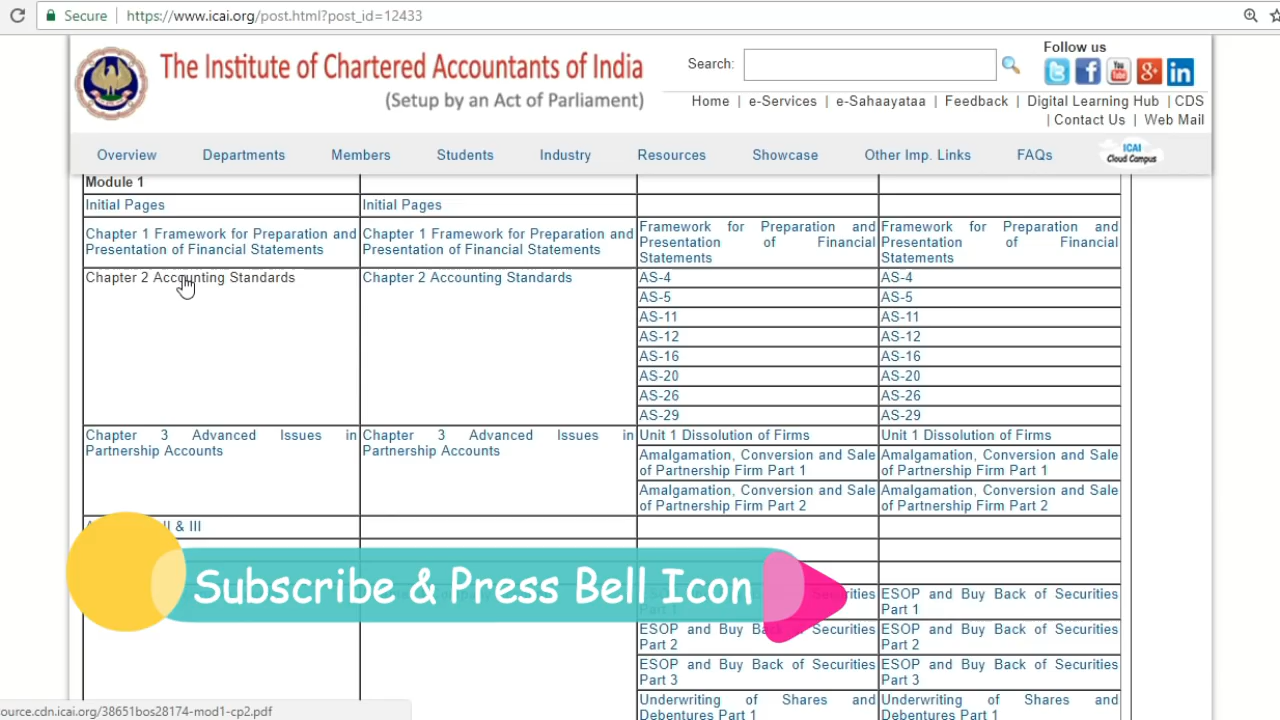 Secure
https://www.icai.org/post.html?post_id=12433
The Institute of Chartered Accountants of India
(Setup by an Act of Parliament)
Search:
Follow us
You
Tube
g+
in
Home | e-Services | e-Sahaayataa | Feedback | Digital Learning Hub | CDS
| Contact Us | Web Mail
Overview Departments Members Students Industry Resources Showcase Other Imp. Links FAQs
ICAI
Cloud Campus
Module 1
Initial Pages
Initial Pages
Chapter 1 Framework for Preparation and
Presentation of Financial Statements
Chapter 1 Framework for Preparation and
Presentation of Financial Statements
Framework for Preparation and
Presentation of Financial
Statements
Framework for Preparation and
Presentation of Financial
Statements
Chapter 2 Accounting Standards
Chapter 2 Accounting Standards
AS-4
AS-4
AS-5
AS-5
AS-11
AS-11
AS-12
AS-12
AS-16
AS-16
AS-20
AS-20
AS-26
AS-26
AS-29
AS-29
Chapter 3 Advanced Issues in
Partnership Accounts
Chapter 3 Advanced Issues in
Partnership Accounts
Unit 1 Dissolution of Firms
Unit 1 Dissolution of Firms
Amalgamation, Conversion and Sale
of Partnership Firm Part 1
Amalgamation, Conversion and Sale
of Partnership Firm Part 1
Amalgamation, Conversion and Sale
of Partnership Firm Part 2
Amalgamation, Conversion and Sale
of Partnership Firm Part 2
II & III
Subscribe & Press Bell Icon
ESOP and Buy Back of Securities
Part 1
ESOP and Buy Securities
Part 2
ESOP and Buy Back of Securities
Part 2
ESOP and Buy Back of Securities
Part 3
ESOP and Buy Back of Securities
Part 3
Underwriting of Shares and
Debentures Part 1
Underwriting of Shares and
Debentures Part 1
source.cdn.icai.org/38651bos28174-mod1-cp2.pdf